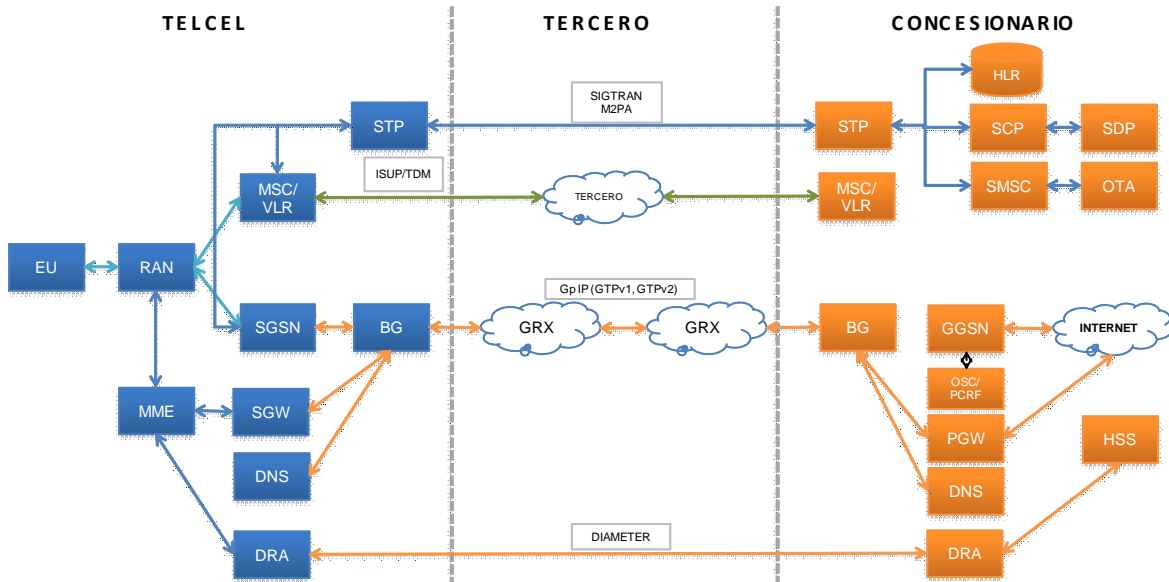 TELCEL
TERCERO
CONCESIONARIO
HLR
SIGTRAN
M2PA
STP
STP
SCP
SDP
ISUP/TDM
MSC/
VLR
TERCERO
MSC/
VLR
SMSC
OTA
EU
RAN
Gp IP (GTPv1, GTPv2)
SGSN
BG
GRX
GRX
BG
GGSN
INTERNET
OSC/
PCRF
MME
SGW
PGW
HSS
DNS
DNS
DIAMETER
DRA
DRA